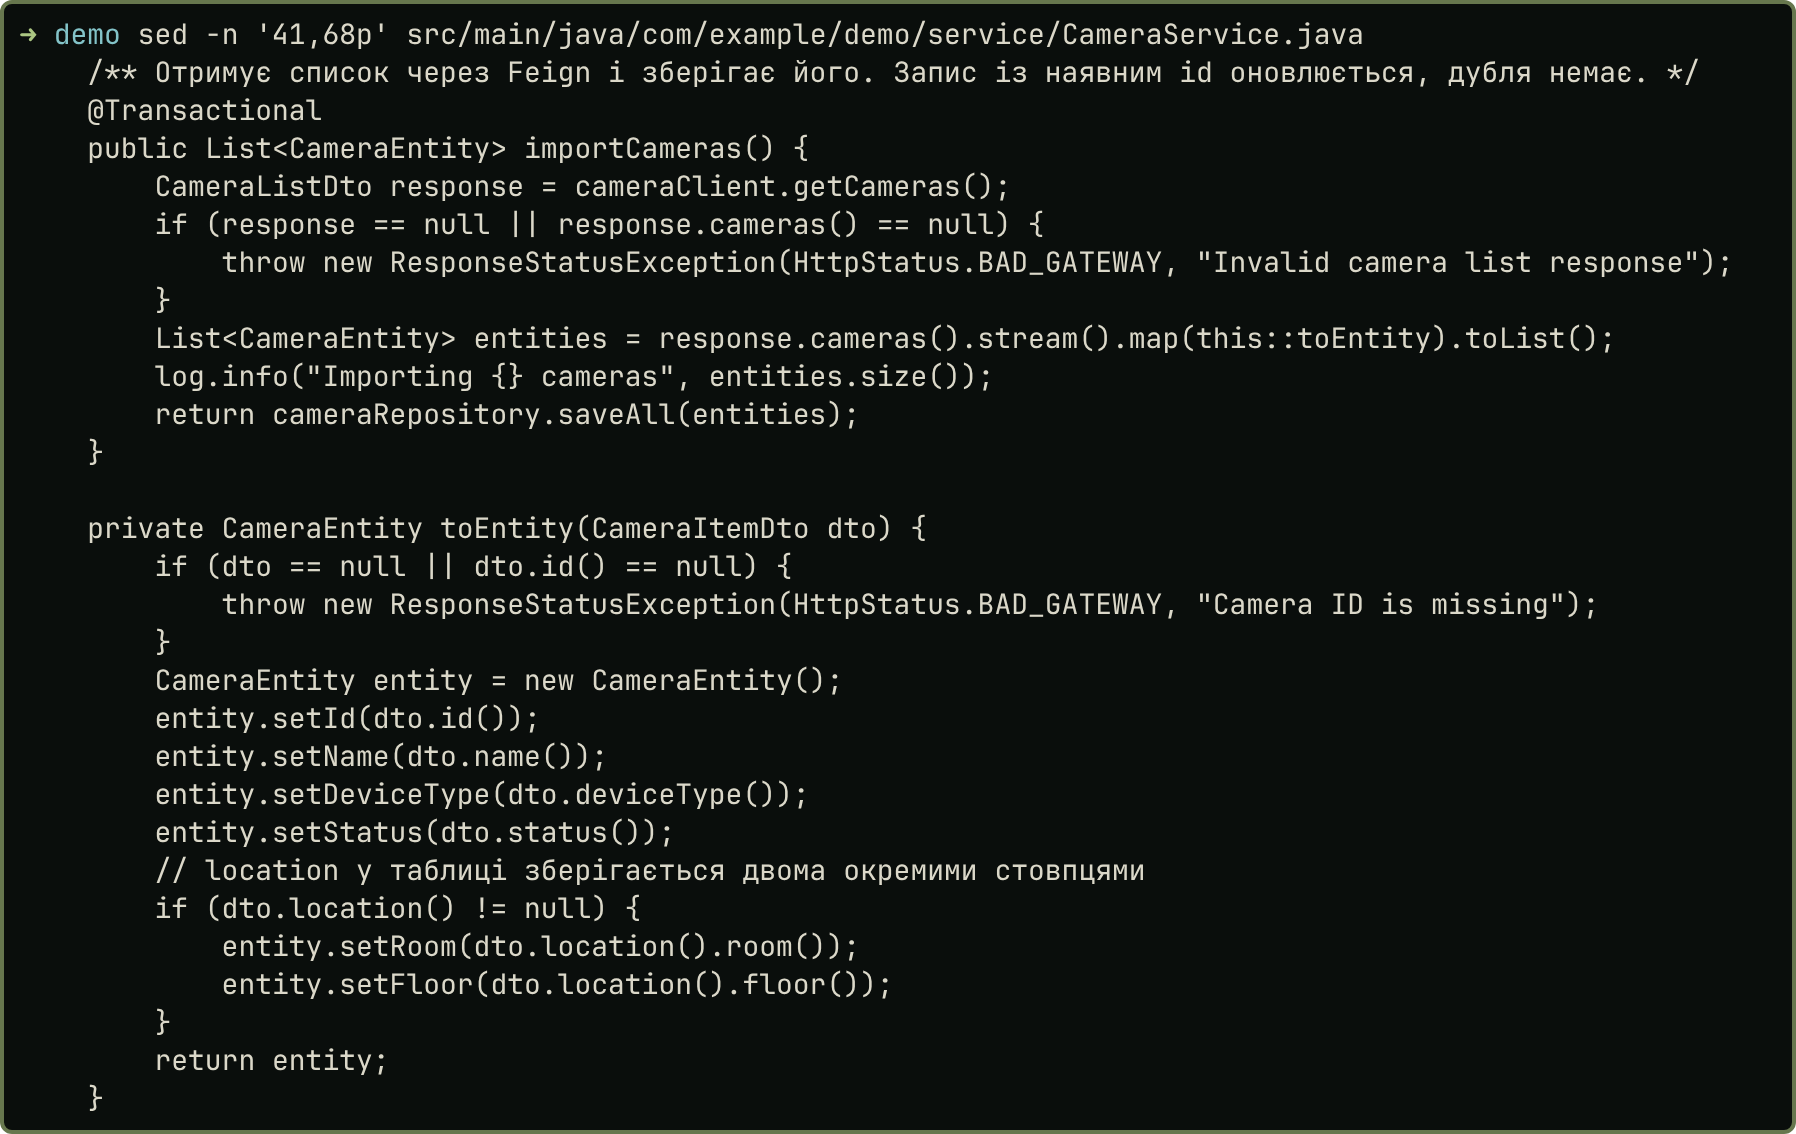 → demo sed -n '41,68p' src/main/java/com/example/demo/service/CameraService.java
    /** Отримує список через Feign і зберігає його. Запис із наявним id оновлюється, дубля немає. */
    @Transactional
    public List<CameraEntity> importCameras() {
        CameraListDto response = cameraClient.getCameras();
        if (response == null || response.cameras() == null) {
            throw new ResponseStatusException(HttpStatus.BAD_GATEWAY, "Invalid camera list response");
        }
        List<CameraEntity> entities = response.cameras().stream().map(this::toEntity).toList();
        log.info("Importing {} cameras", entities.size());
        return cameraRepository.saveAll(entities);
    }

    private CameraEntity toEntity(CameraItemDto dto) {
        if (dto == null || dto.id() == null) {
            throw new ResponseStatusException(HttpStatus.BAD_GATEWAY, "Camera ID is missing");
        }
        CameraEntity entity = new CameraEntity();
        entity.setId(dto.id());
        entity.setName(dto.name());
        entity.setDeviceType(dto.deviceType());
        entity.setStatus(dto.status());
        // location у таблиці зберігається двома окремими стовпцями
        if (dto.location() != null) {
            entity.setRoom(dto.location().room());
            entity.setFloor(dto.location().floor());
        }
        return entity;
    }